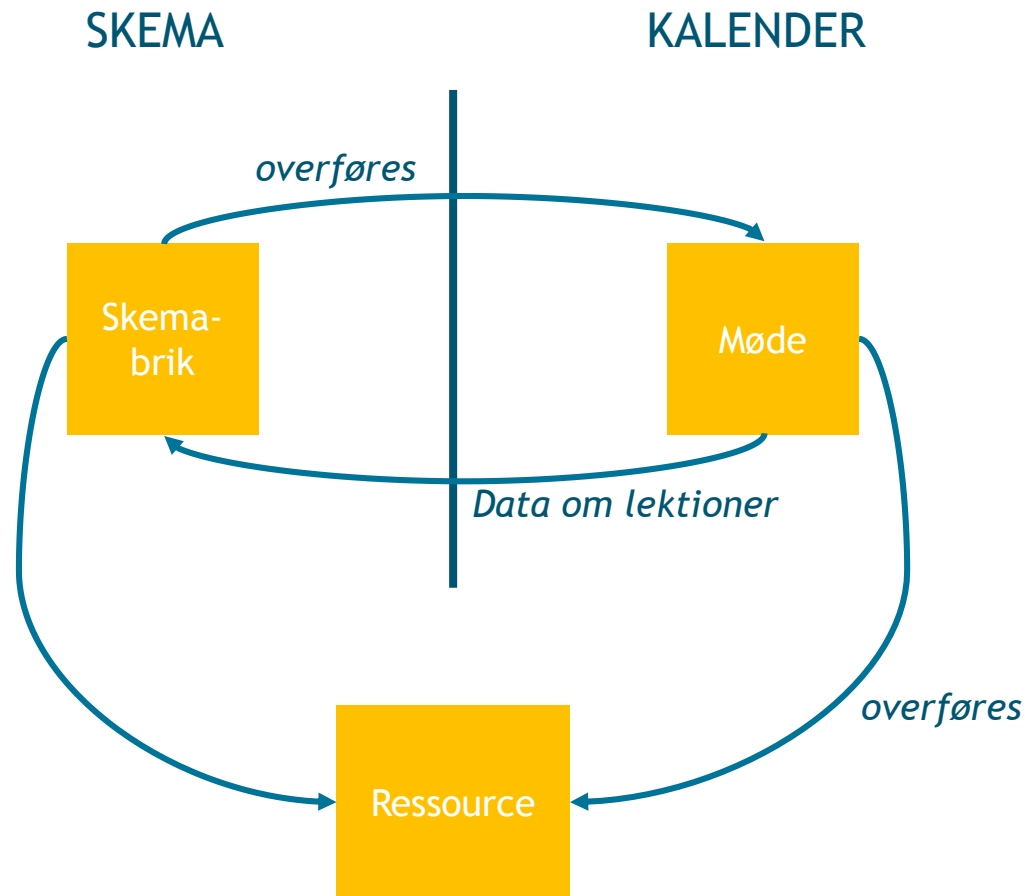 SKEMA
KALENDER
overføres
Skema-
brik
Møde
Data om lektioner
overføres
Ressource